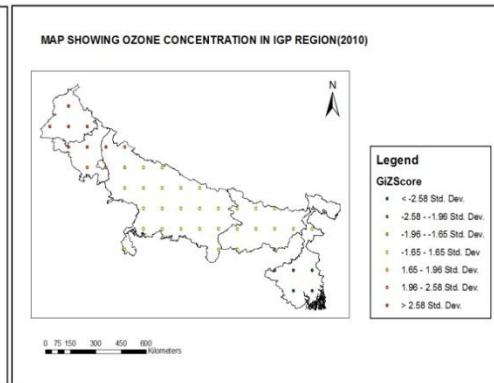 MAP SHOWING OZONE CONCENTRATION IN IGP REGION(2010)
N
Legend
GiZScore
< -2.58 Std. Dev.
-2.58 - -1.96 Std. Dev.
-1.96 - -1.65 Std. Dev.
-1.65 - 1.65 Std. Dev
1.65 - 1.96 Std. Dev.
1.96 - 2.58 Std. Dev.
> 2.58 Std. Dev.
0 75 150 300 450 600
Kilometers